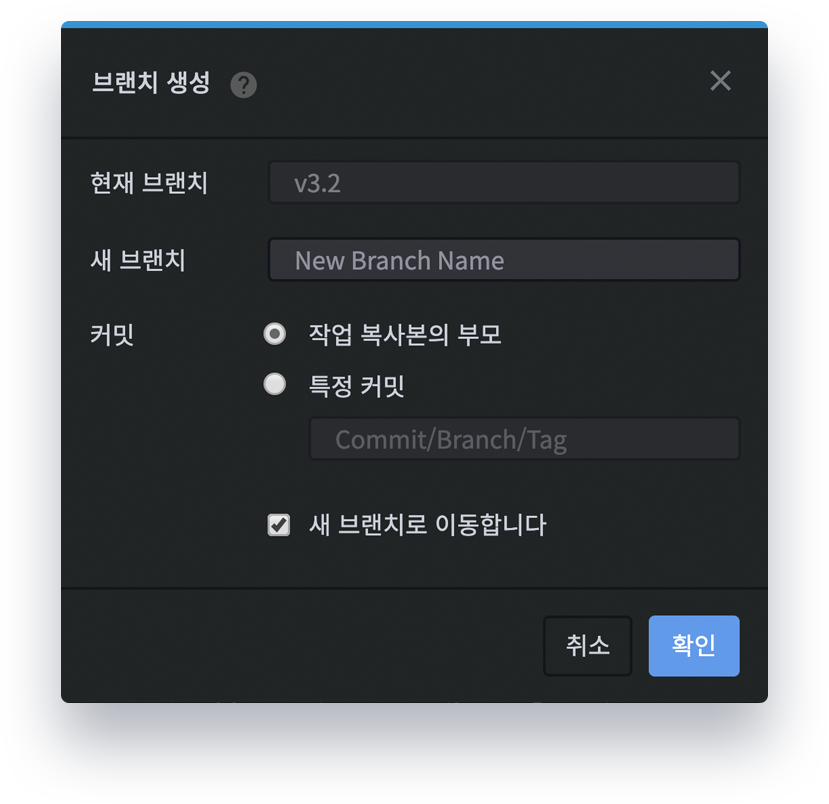 브랜치 생성 ?
현재 브랜치 v3.2
새 브랜치 New Branch Name
커밋 작업 복사본의 부모
특정 커밋
Commit/Branch/Tag
새 브랜치로 이동합니다
취소 확인